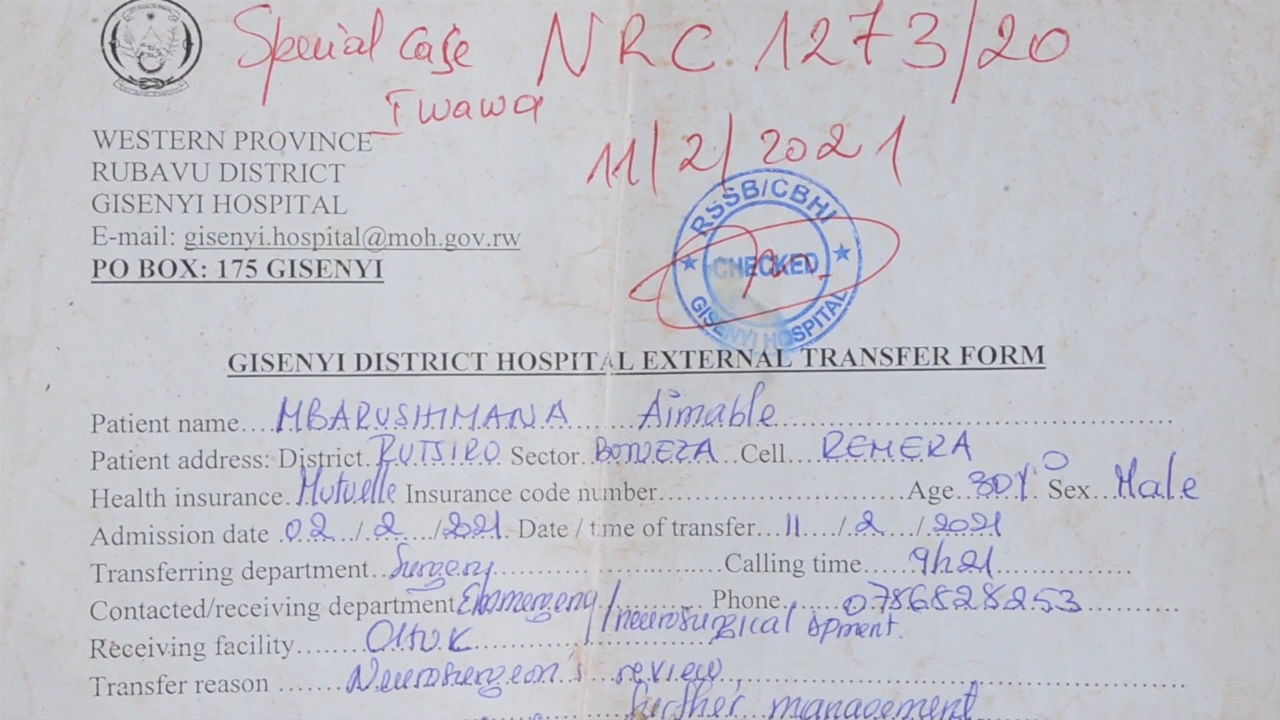 Special case NRC 1273/20
Iwawa
11/2/2021
WESTERN PROVINCE
RUBAVU DISTRICT
GISENYI HOSPITAL
E-mail: gisenyi.hospital@moh.gov.rw
PO BOX: 175 GISENYI
RSSB/CBHI
CHECKED
GISENYI HOSPITAL
GISENYI DISTRICT HOSPITAL EXTERNAL TRANSFER FORM
Patient name....MBARUSHIMANA Aimable
Patient address: District.RUTSIRO Sector.BONEZA Cell....REMERA
Health insurance.Mutuelle Insurance code number..........Age.30 Sex...Male
Admission date 02../.2../2021. Date / time of transfer...11.../.2../2021
Transferring department..Surgery..........Calling time.....9h21
Contacted/receiving department /neurosurgical Phone.....0786828253
Receiving facility.......
Transfer reason .......Neurosurgeon's review,
further management